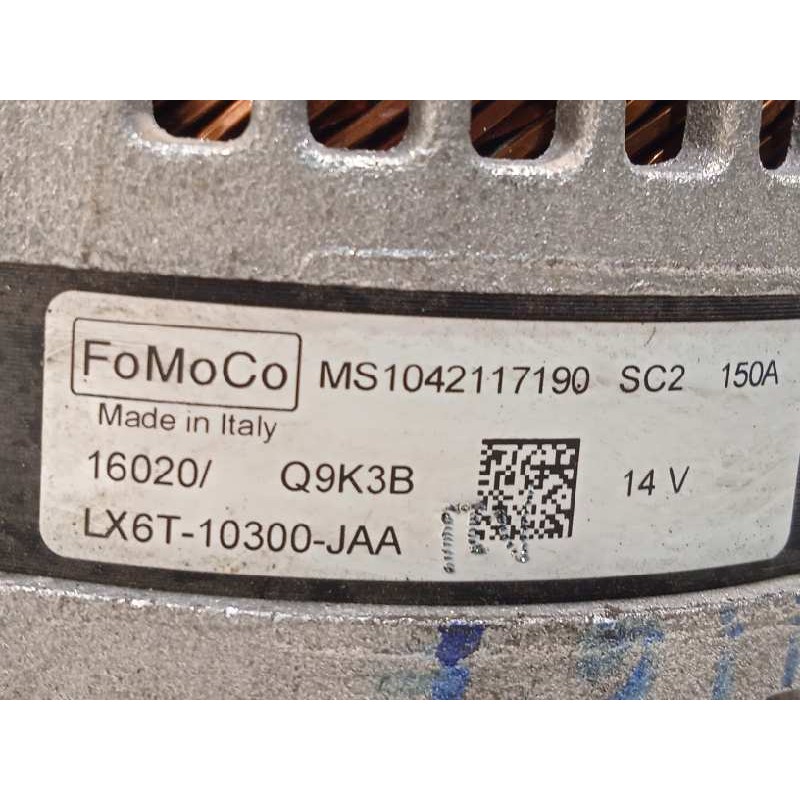 FoMoCo MS1042117190 SC2 150A
Made in Italy
16020/ Q9K3B 14 V
LX6T-10300-JAA